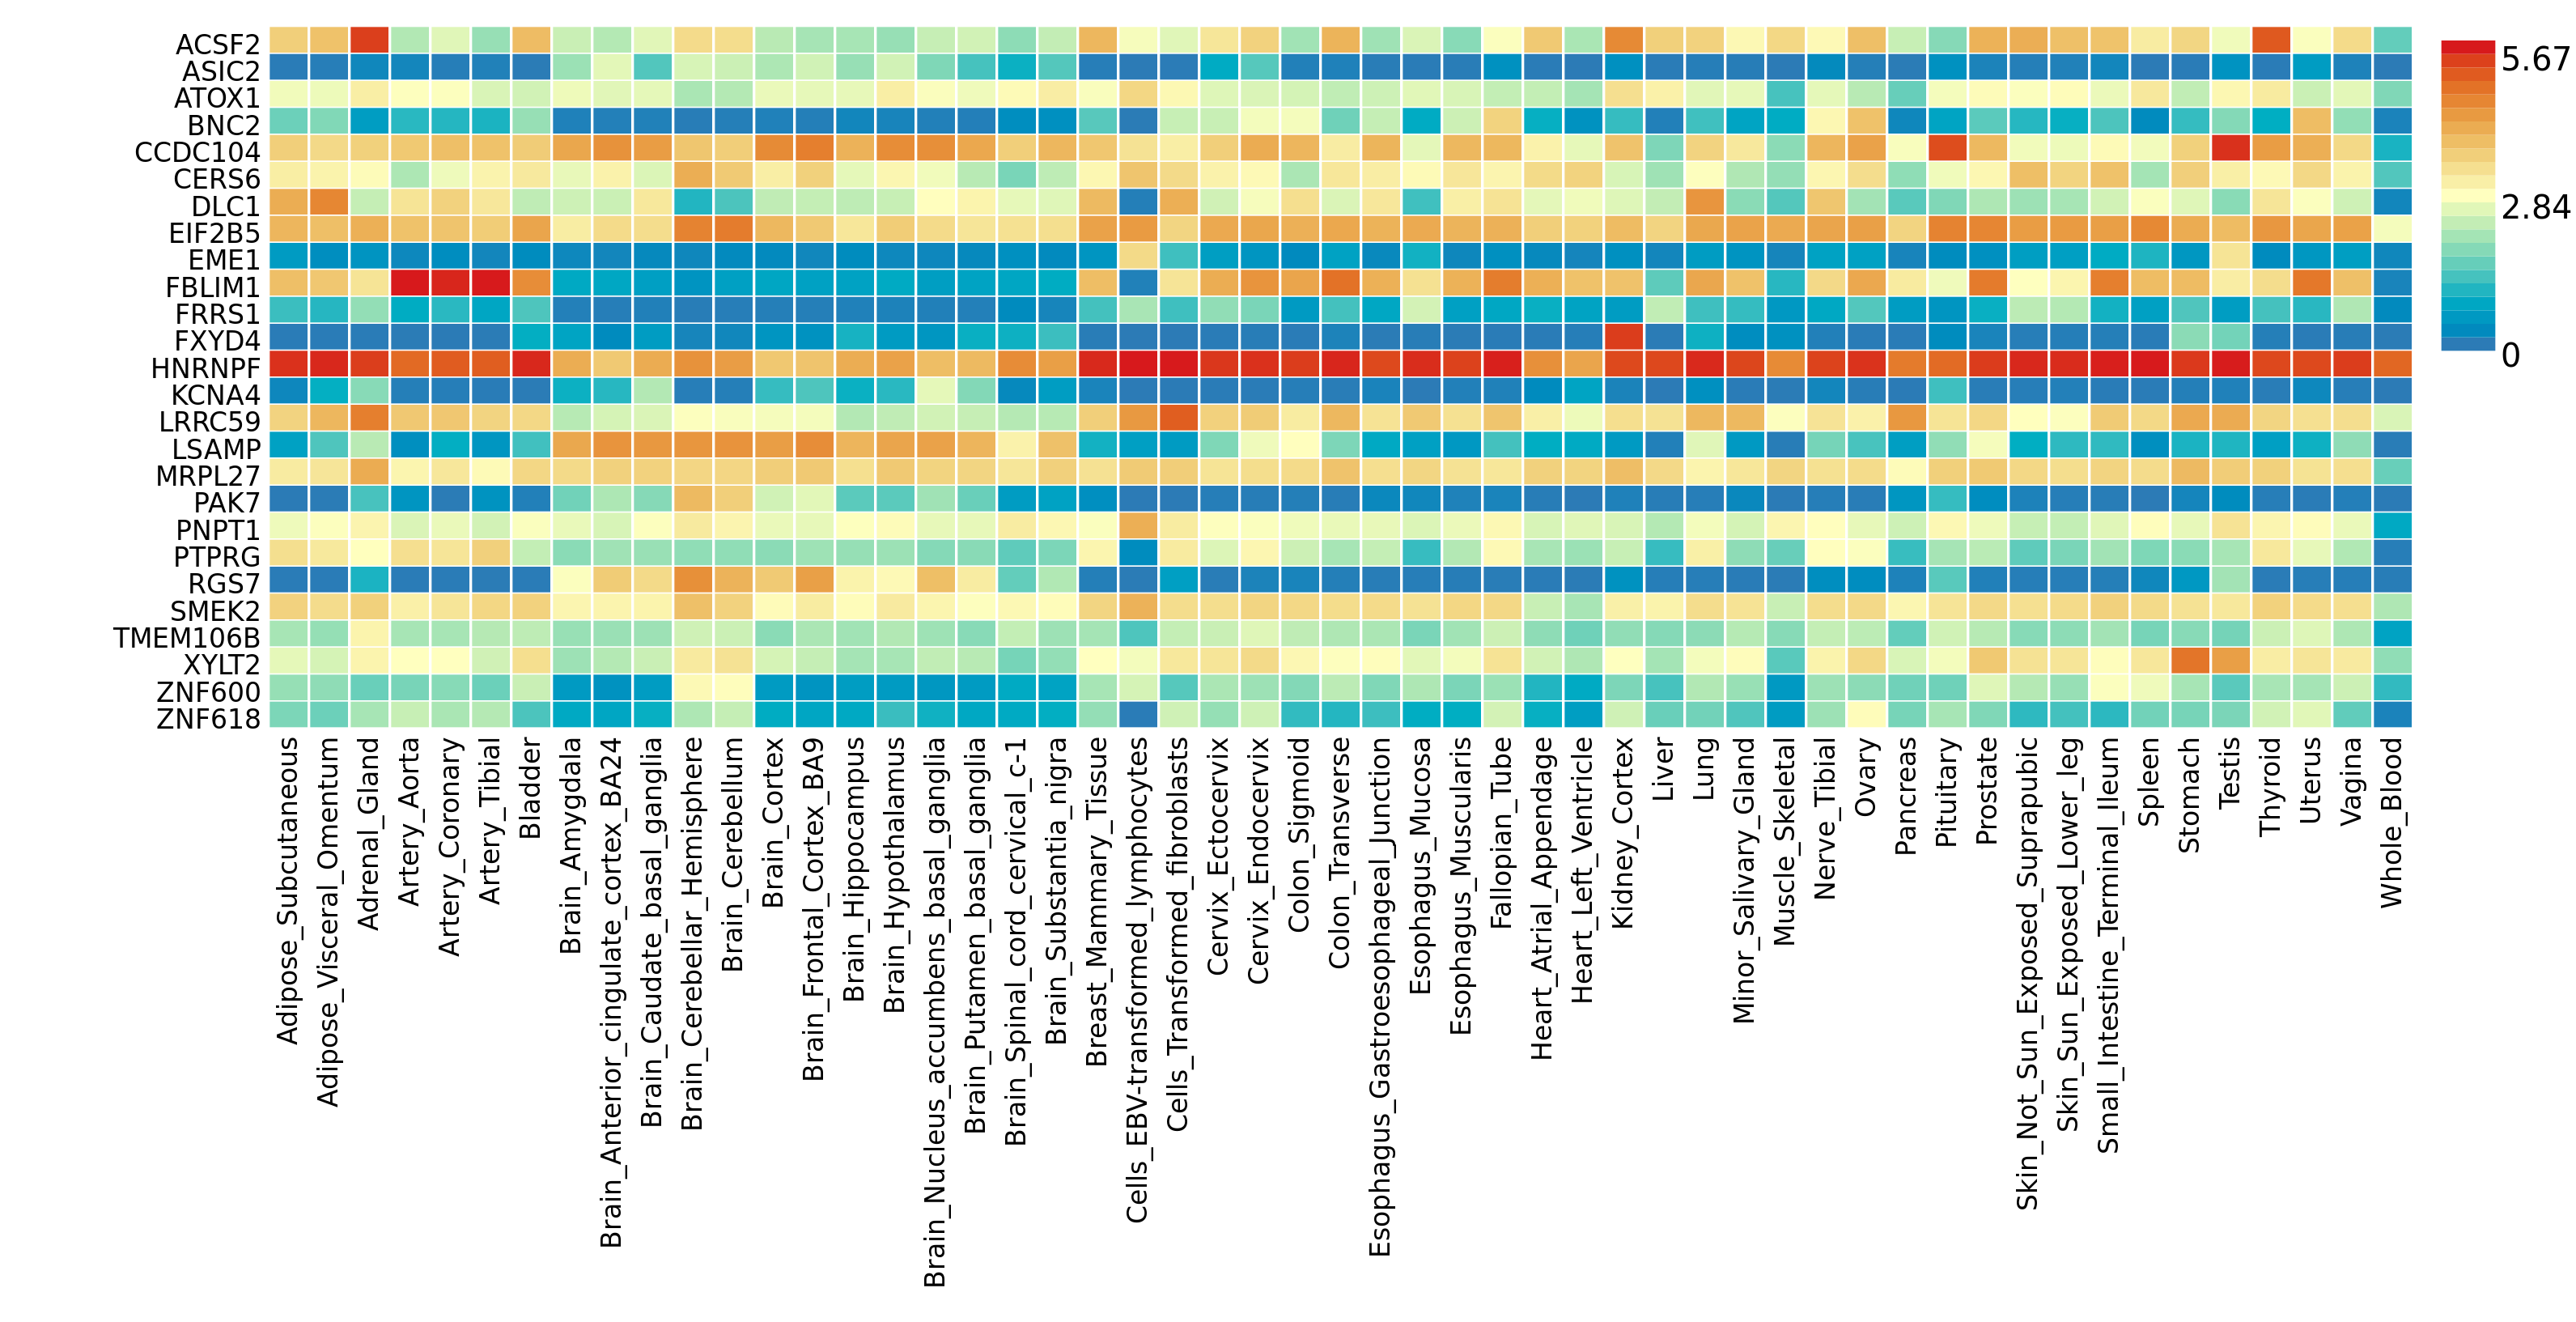 ACSF2
ASIC2
ATOX1
BNC2
CCDC104
CERS6
DLC1
EIF2B5
EME1
FBLIM1
FRRS1
FXYD4
HNRNPF
KCNA4
LRRC59
LSAMP
MRPL27
PAK7
PNPT1
PTPRG
RGS7
SMEK2
TMEM106B
XYLT2
ZNF600
ZNF618
5.67
2.84
0
Adipose_Subcutaneous
Adipose_Visceral_Omentum
Adrenal_Gland
Artery_Aorta
Artery_Coronary
Artery_Tibial
Bladder
Brain_Amygdala
Brain_Anterior_cingulate_cortex_BA24
Brain_Caudate_basal_ganglia
Brain_Cerebellar_Hemisphere
Brain_Cerebellum
Brain_Cortex
Brain_Frontal_Cortex_BA9
Brain_Hippocampus
Brain_Hypothalamus
Brain_Nucleus_accumbens_basal_ganglia
Brain_Putamen_basal_ganglia
Brain_Spinal_cord_cervical_c-1
Brain_Substantia_nigra
Breast_Mammary_Tissue
Cells_EBV-transformed_lymphocytes
Cells_Transformed_fibroblasts
Cervix_Ectocervix
Cervix_Endocervix
Colon_Sigmoid
Colon_Transverse
Esophagus_Gastroesophageal_Junction
Esophagus_Mucosa
Esophagus_Muscularis
Fallopian_Tube
Heart_Atrial_Appendage
Heart_Left_Ventricle
Kidney_Cortex
Liver
Lung
Minor_Salivary_Gland
Muscle_Skeletal
Nerve_Tibial
Ovary
Pancreas
Pituitary
Prostate
Skin_Not_Sun_Exposed_Suprapubic
Skin_Sun_Exposed_Lower_leg
Small_Intestine_Terminal_Ileum
Spleen
Stomach
Testis
Thyroid
Uterus
Vagina
Whole_Blood